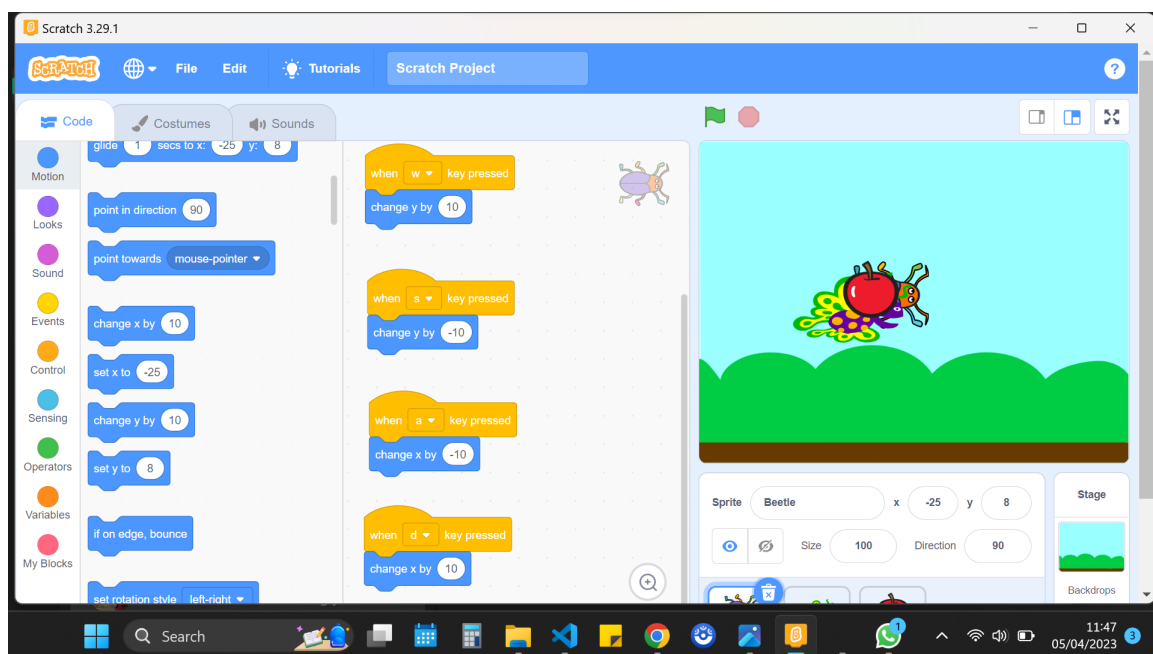 Scratch 3.29.1
SCRATCH File Edit Tutorials Scratch Project ?
Code Costumes Sounds
Motion
Looks
Sound
Events
Control
Sensing
Operators
Variables
My Blocks
glide 1 secs to x: -25 y: 8
point in direction 90
point towards mouse-pointer
change x by 10
set x to -25
change y by 10
set y to 8
if on edge, bounce
set rotation style left-right
when w key pressed
change y by 10
when s key pressed
change y by -10
when a key pressed
change x by -10
when d key pressed
change x by 10
Sprite Beetle x -25 y 8
Size 100 Direction 90
Stage
Backdrops
Search
1
11:47
05/04/2023
3